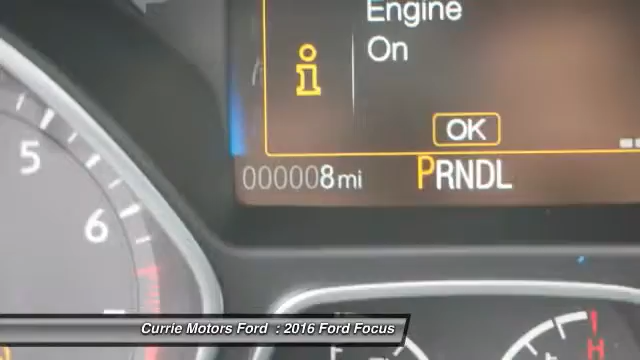 Engine
On
i
OK
000008mi
PRNDL
5
6
Currie Motors Ford : 2016 Ford Focus
H